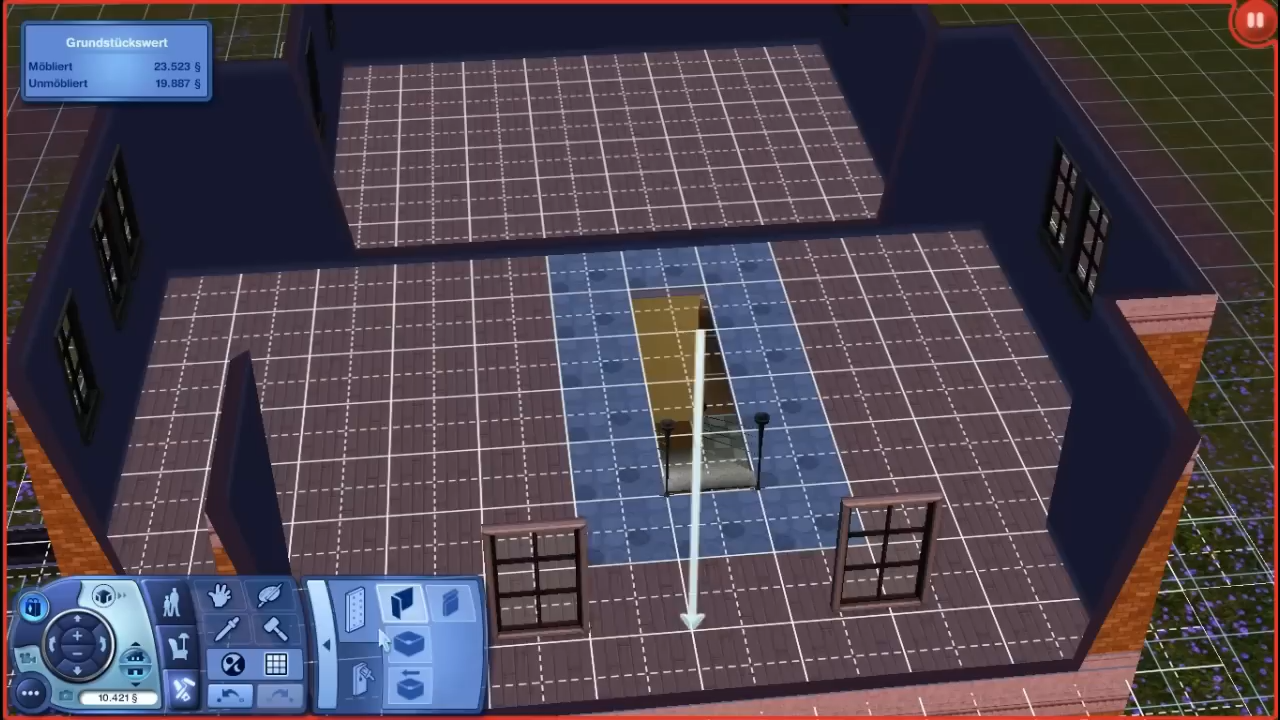 Grundstückswert
Möbliert 23.523 §
Unmöbliert 19.887 §
10.421 §